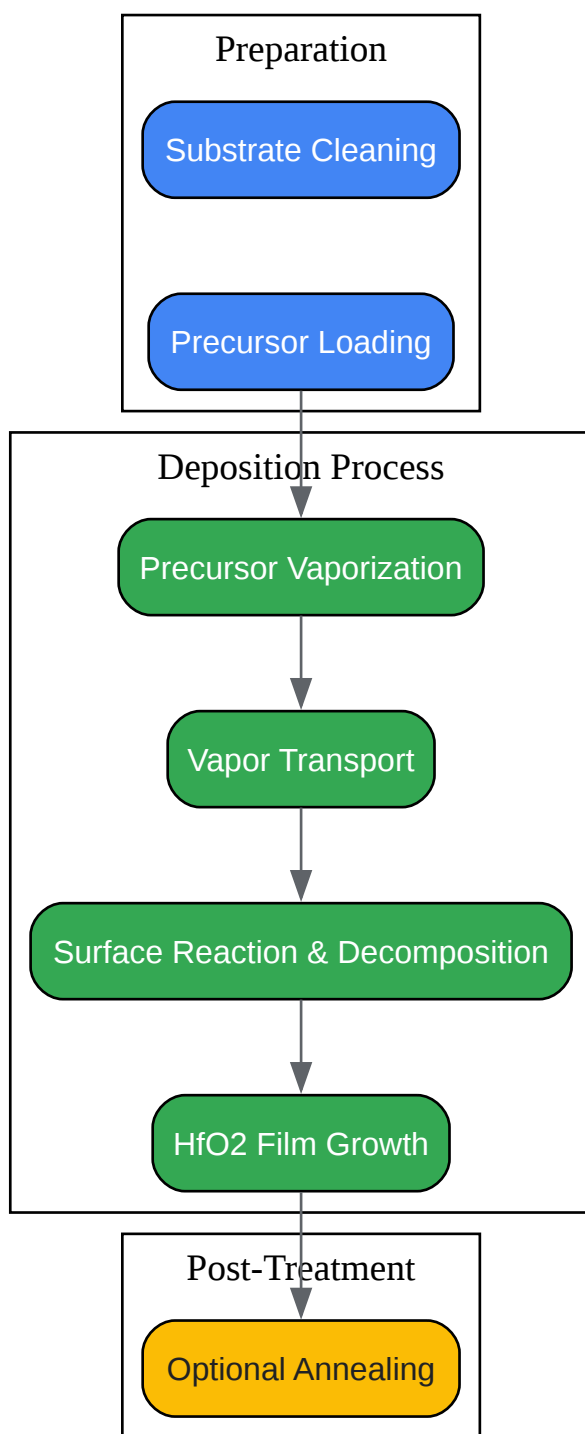 Preparation
Substrate Cleaning
Precursor Loading
Deposition Process
Precursor Vaporization
Vapor Transport
Surface Reaction & Decomposition
HfO2 Film Growth
Post-Treatment
Optional Annealing